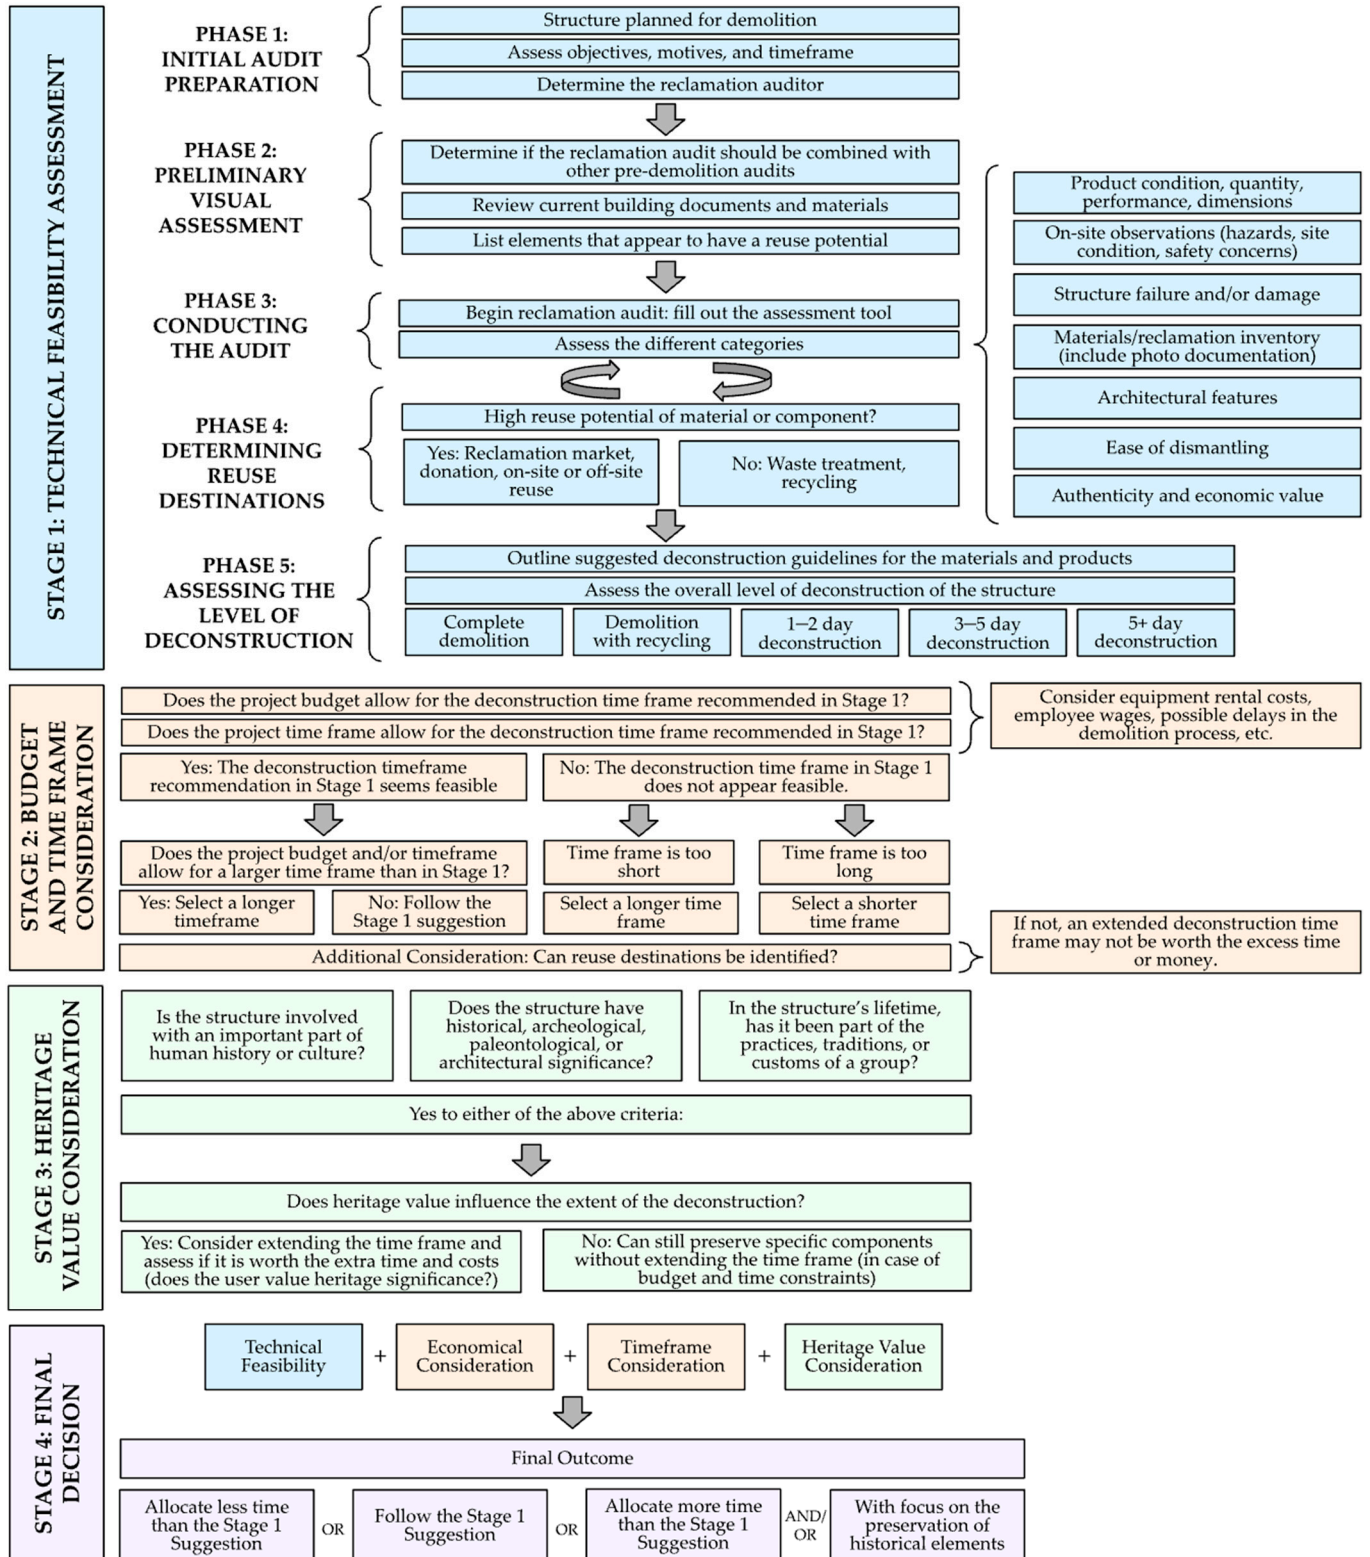 STAGE 1: TECHNICAL FEASIBILITY ASSESSMENT
PHASE 1:
INITIAL AUDIT
PREPARATION
Structure planned for demolition
Assess objectives, motives, and timeframe
Determine the reclamation auditor
PHASE 2:
PRELIMINARY
VISUAL
ASSESSMENT
Determine if the reclamation audit should be combined with
other pre-demolition audits
Review current building documents and materials
List elements that appear to have a reuse potential
PHASE 3:
CONDUCTING
THE AUDIT
Begin reclamation audit: fill out the assessment tool
Assess the different categories
Product condition, quantity,
performance, dimensions
On-site observations (hazards, site
condition, safety concerns)
Structure failure and/or damage
Materials/reclamation inventory
(include photo documentation)
Architectural features
Ease of dismantling
Authenticity and economic value
PHASE 4:
DETERMINING
REUSE
DESTINATIONS
High reuse potential of material or component?
Yes: Reclamation market,
donation, on-site or off-site
reuse
No: Waste treatment,
recycling
PHASE 5:
ASSESSING THE
LEVEL OF
DECONSTRUCTION
Outline suggested deconstruction guidelines for the materials and products
Assess the overall level of deconstruction of the structure
Complete
demolition
Demolition
with recycling
1—2 day
deconstruction
3—5 day
deconstruction
5+ day
deconstruction
STAGE 2: BUDGET
AND TIME FRAME
CONSIDERATION
Does the project budget allow for the deconstruction time frame recommended in Stage 1?
Does the project time frame allow for the deconstruction time frame recommended in Stage 1?
Consider equipment rental costs,
employee wages, possible delays in the
demolition process, etc.
Yes: The deconstruction timeframe
recommendation in Stage 1 seems feasible
No: The deconstruction time frame in Stage 1
does not appear feasible.
Does the project budget and/or timeframe
allow for a larger time frame than in Stage 1?
Time frame is too
short
Time frame is too
long
Yes: Select a longer
timeframe
No: Follow the
Stage 1 suggestion
Select a longer time
frame
Select a shorter
time frame
Additional Consideration: Can reuse destinations be identified?
If not, an extended deconstruction time
frame may not be worth the excess time
or money.
STAGE 3: HERITAGE
VALUE CONSIDERATION
Is the structure involved
with an important part of
human history or culture?
Does the structure have
historical, archeological,
paleontological, or
architectural significance?
In the structure's lifetime,
has it been part of the
practices, traditions, or
customs of a group?
Yes to either of the above criteria:
Does heritage value influence the extent of the deconstruction?
Yes: Consider extending the time frame and
assess if it is worth the extra time and costs
(does the user value heritage significance?)
No: Can still preserve specific components
without extending the time frame (in case of
budget and time constraints)
STAGE 4: FINAL
DECISION
Technical
Feasibility
+
Economical
Consideration
+
Timeframe
Consideration
+
Heritage Value
Consideration
Final Outcome
Allocate less time
than the Stage 1
Suggestion
OR
Follow the Stage 1
Suggestion
OR
Allocate more time
than the Stage 1
Suggestion
AND/
OR
With focus on the
preservation of
historical elements